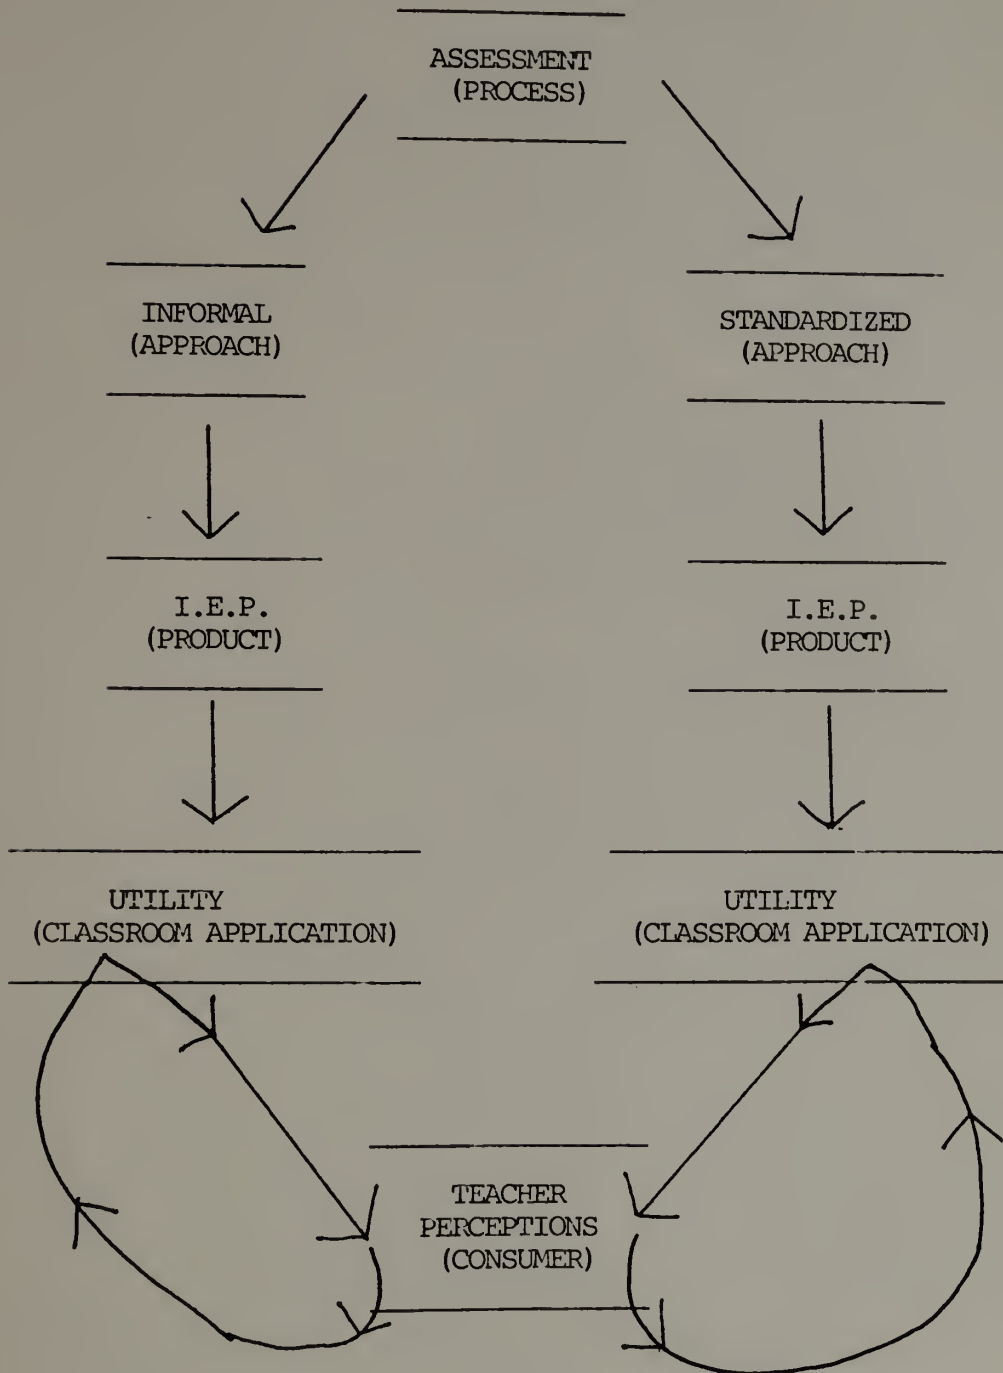 ASSESSMENT
(PROCESS)
INFORMAL
(APPROACH)
STANDARDIZED
(APPROACH)
I.E.P.
(PRODUCT)
I.E.P.
(PRODUCT)
UTILITY
(CLASSROOM APPLICATION)
UTILITY
(CLASSROOM APPLICATION)
TEACHER
PERCEPTIONS
(CONSUMER)